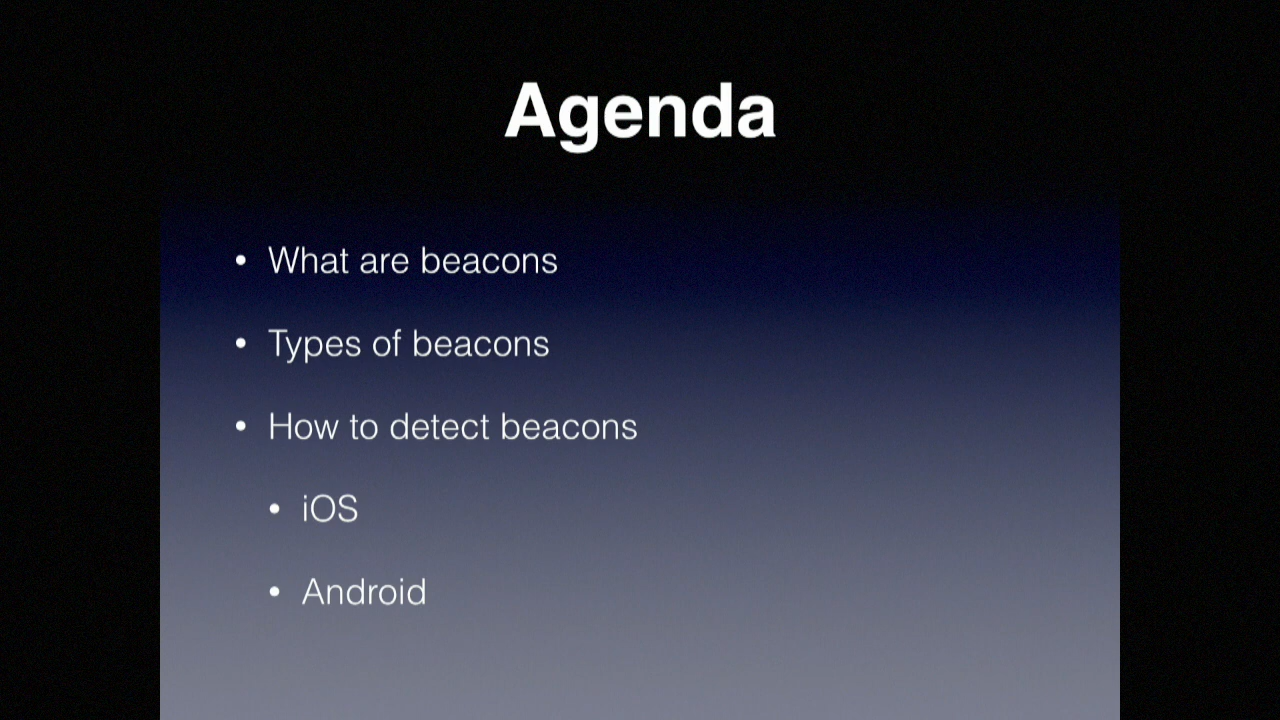 Agenda
• What are beacons
• Types of beacons
• How to detect beacons
• iOS
• Android